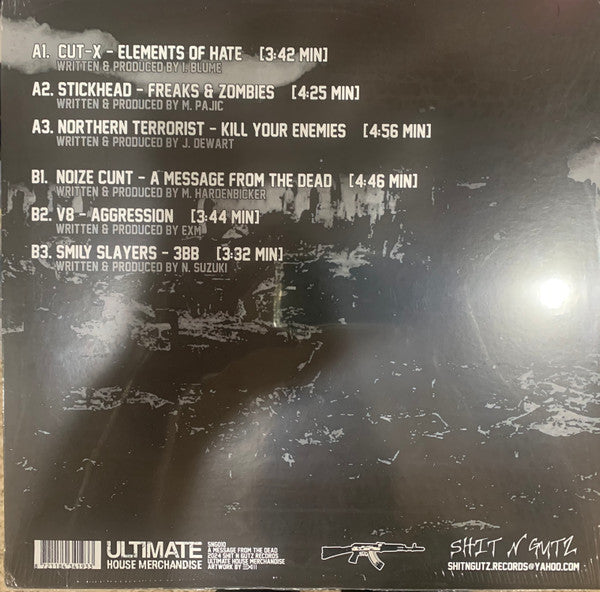 A1. CUT-X - ELEMENTS OF HATE [3:42 MIN]
WRITTEN & PRODUCED BY I. BLUME
A2. STICKHEAD - FREAKS & ZOMBIES [4:25 MIN]
WRITTEN & PRODUCED BY M. PAJIC
A3. NORTHERN TERRORIST - KILL YOUR ENEMIES [4:56 MIN]
WRITTEN & PRODUCED BY J. DEWART
B1. NOIZE CUNT - A MESSAGE FROM THE DEAD [4:46 MIN]
WRITTEN & PRODUCED BY M. HARDENBICKER
B2. V8 - AGGRESSION [3:44 MIN]
WRITTEN & PRODUCED BY EXM
B3. SMILY SLAYERS - 3BB [3:32 MIN]
WRITTEN & PRODUCED BY N. SUZUKI
ULTIMATE
HOUSE MERCHANDISE
SNG010
A MESSAGE FROM THE DEAD
2024 SHIT N GUTZ RECORDS
ULTIMATE HOUSE MERCHANDISE
ARTWORK BY
SHIT N' GUTZ
SHITNGUTZ.RECORDS@YAHOO.COM